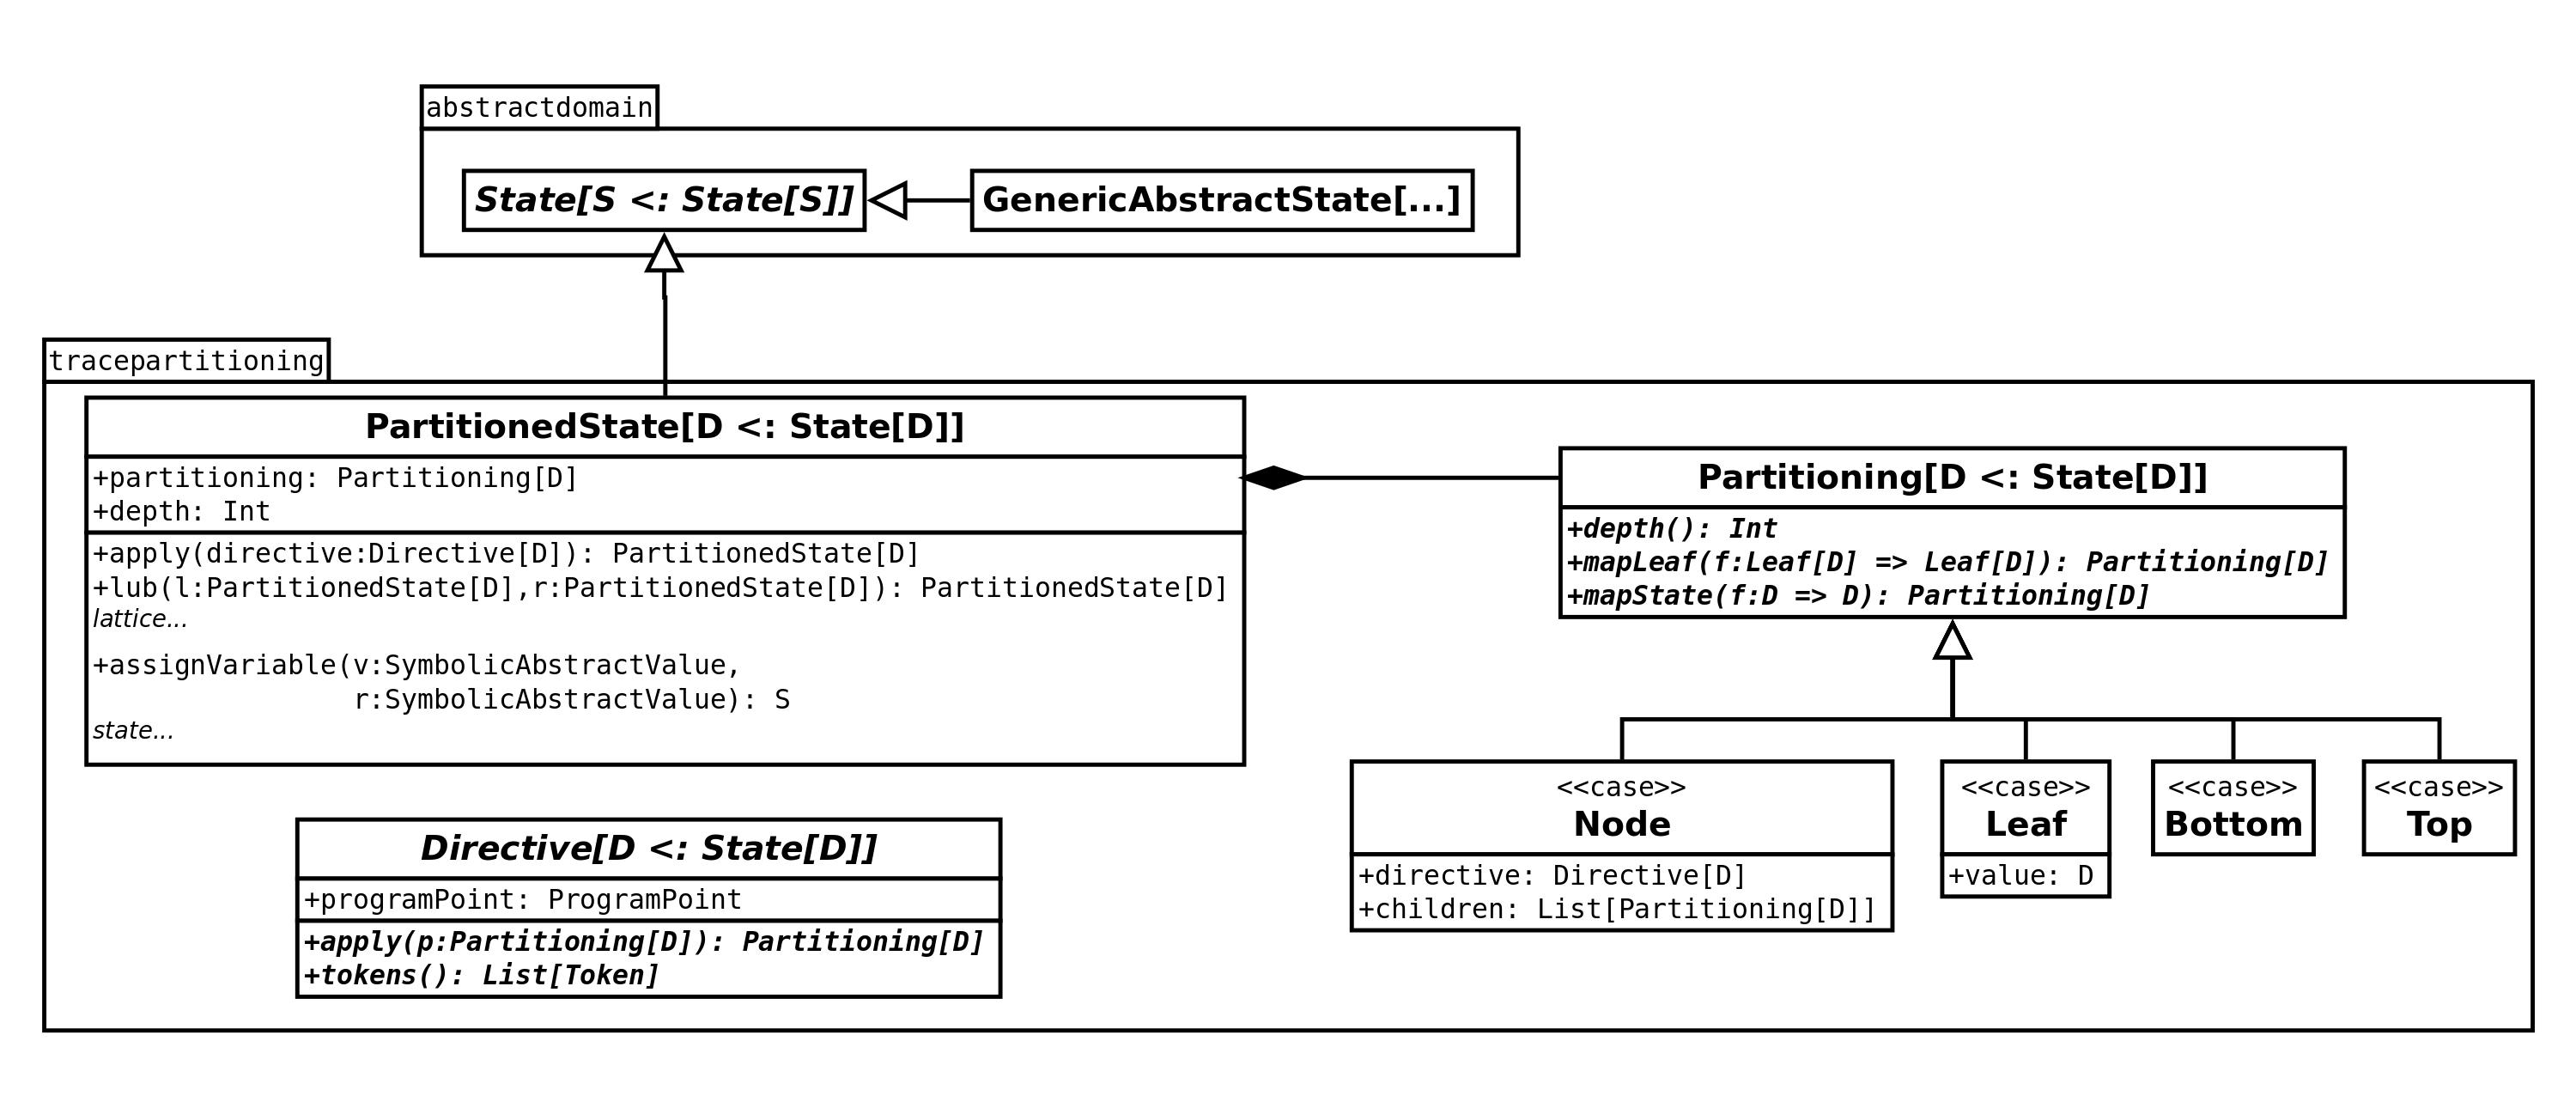 abstractdomain
State[S <: State[S]]
GenericAbstractState[...]
tracepartitioning
PartitionedState[D <: State[D]]
+partitioning: Partitioning[D]
+depth: Int
+apply(directive:Directive[D]): PartitionedState[D]
+lub(l:PartitionedState[D],r:PartitionedState[D]): PartitionedState[D]
lattice...
+assignVariable(v:SymbolicAbstractValue,
r:SymbolicAbstractValue): S
state...
Partitioning[D <: State[D]]
+depth(): Int
+mapLeaf(f:Leaf[D] => Leaf[D]): Partitioning[D]
+mapState(f:D => D): Partitioning[D]
<<case>>
Node
+directive: Directive[D]
+children: List[Partitioning[D]]
<<case>>
Leaf
+value: D
<<case>>
Bottom
<<case>>
Top
Directive[D <: State[D]]
+programPoint: ProgramPoint
+apply(p:Partitioning[D]): Partitioning[D]
+tokens(): List[Token]